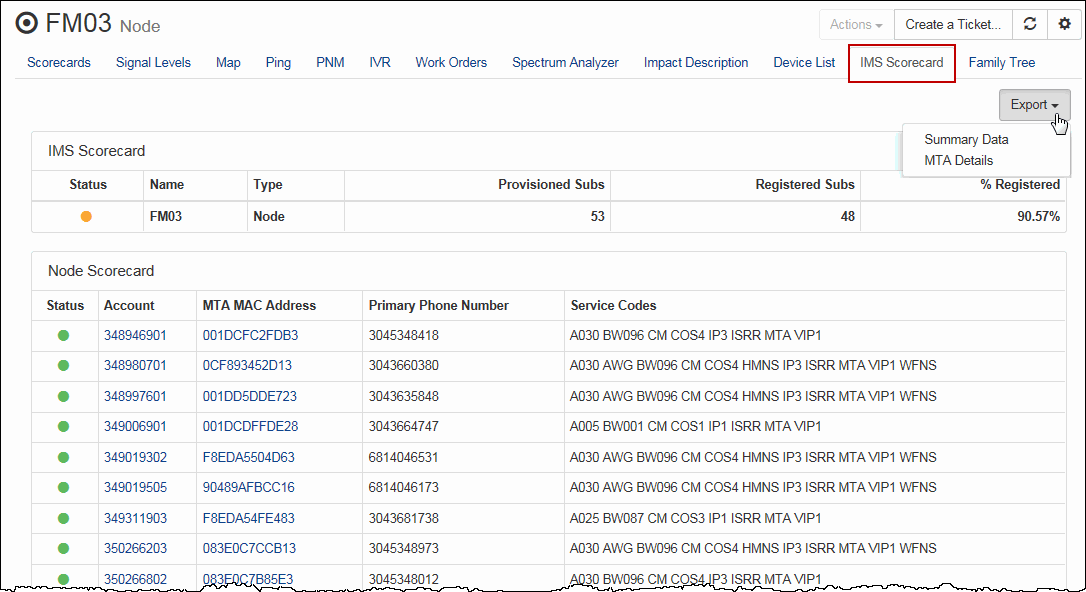 FM03 Node
Actions Create a Ticket...
Scorecards Signal Levels Map Ping PNM IVR Work Orders Spectrum Analyzer Impact Description Device List IMS Scorecard Family Tree
Export
Summary Data
MTA Details
IMS Scorecard
Status Name Type Provisioned Subs Registered Subs % Registered
FM03 Node 53 48 90.57%
Node Scorecard
Status Account MTA MAC Address Primary Phone Number Service Codes
348946901 001DCFC2FDB3 3045348418 A030 BW096 CM COS4 IP3 ISRR MTA VIP1
348980701 0CF893452D13 3043660380 A030 AWG BW096 CM COS4 HMNS IP3 ISRR MTA VIP1 WFNS
348997601 001DD5DDE723 3043635848 A030 AWG BW096 CM COS4 HMNS IP3 ISRR MTA VIP1 WFNS
349006901 001DCDFFDE28 3043664747 A005 BW001 CM COS1 IP1 ISRR MTA VIP1
349019302 F8EDA5504D63 6814046531 A030 AWG BW096 CM COS4 HMNS IP3 ISRR MTA VIP1 WFNS
349019505 90489AFBCC16 6814046173 A030 AWG BW096 CM COS4 HMNS IP3 ISRR MTA VIP1 WFNS
349311903 F8EDA54FE483 3043681738 A025 BW087 CM COS3 IP1 ISRR MTA VIP1
350266203 083E0C7CCB13 3045348973 A030 AWG BW096 CM COS4 HMNS IP3 ISRR MTA VIP1 WFNS
350266802 083E0C7B85E3 3045348012 A030 BW096 CM COS4 IP3 ISRR MTA VIP1